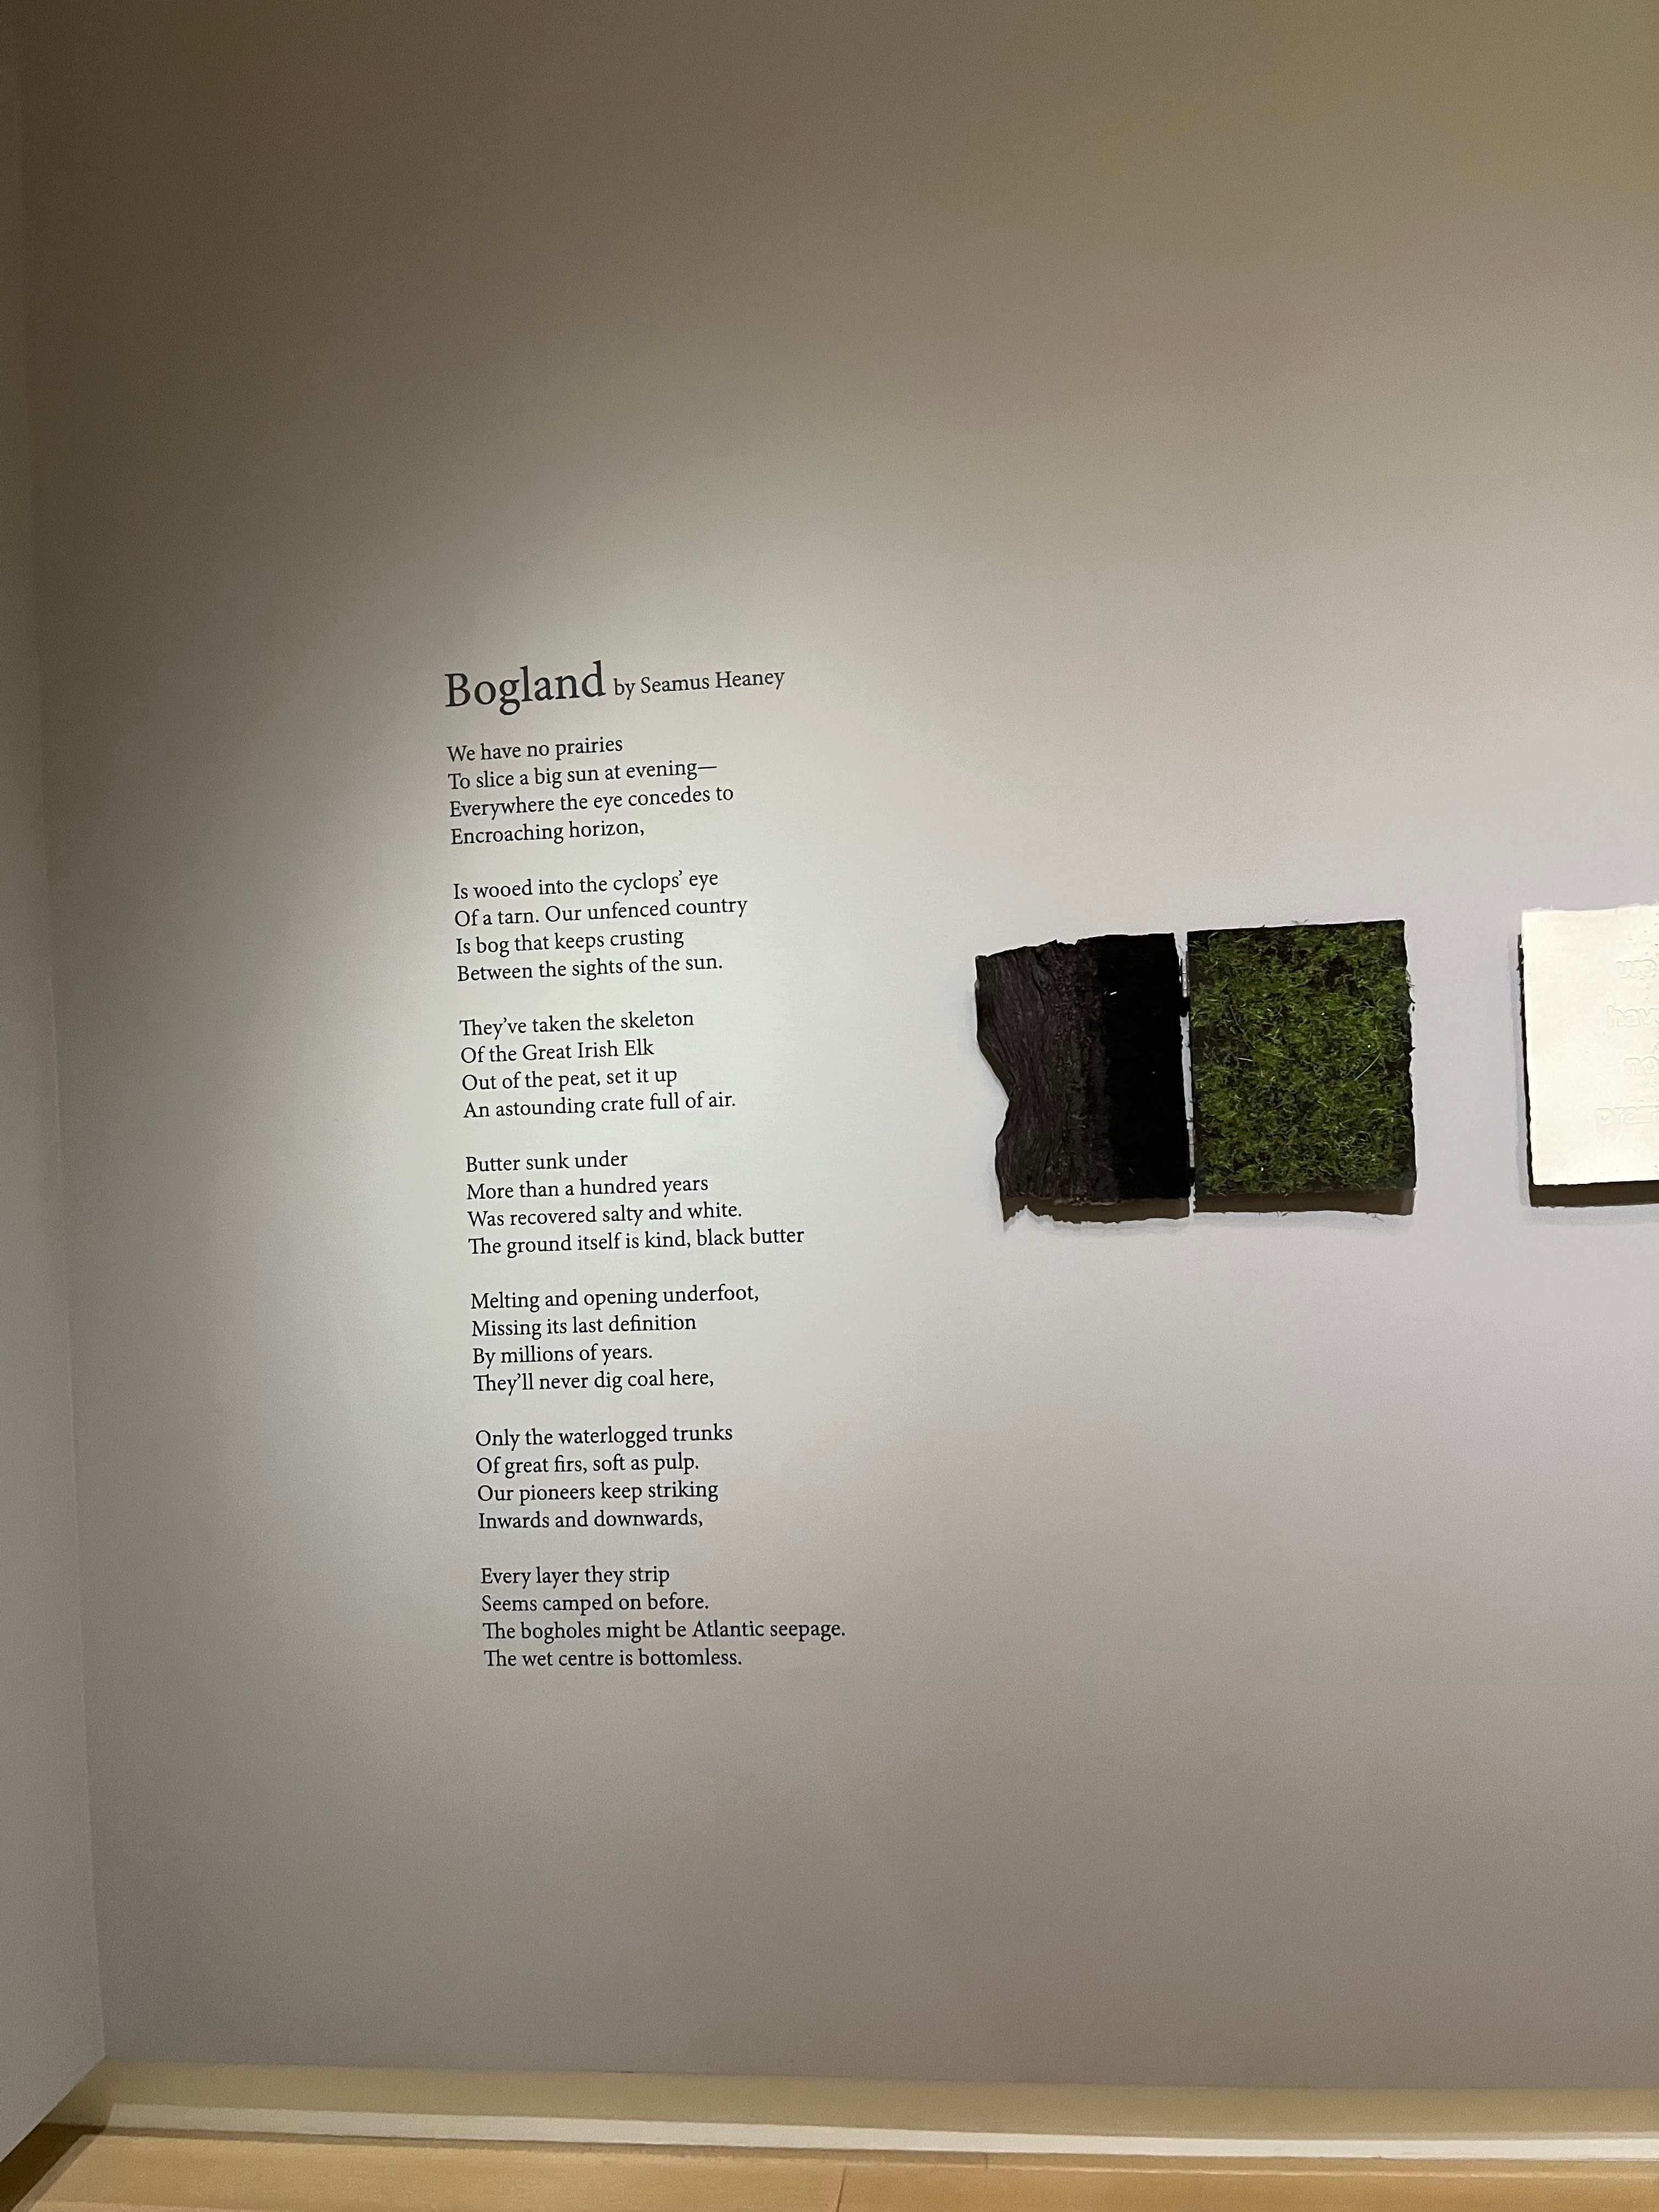 Bogland by Seamus Heaney
We have no prairies
To slice a big sun at evening—
Everywhere the eye concedes to
Encroaching horizon,
Is wooed into the cyclops’ eye
Of a tarn. Our unfenced country
Is bog that keeps crusting
Between the sights of the sun.
They’ve taken the skeleton
Of the Great Irish Elk
Out of the peat, set it up
An astounding crate full of air.
Butter sunk under
More than a hundred years
Was recovered salty and white.
The ground itself is kind, black butter
Melting and opening underfoot,
Missing its last definition
By millions of years.
They’ll never dig coal here,
Only the waterlogged trunks
Of great firs, soft as pulp.
Our pioneers keep striking
Inwards and downwards,
Every layer they strip
Seems camped on before.
The bogholes might be Atlantic seepage.
The wet centre is bottomless.
we
no